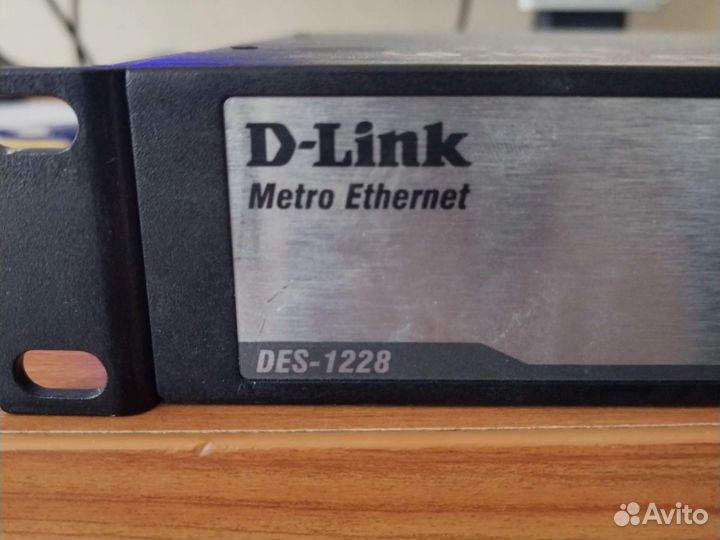 D-Link
Metro Ethernet
DES-1228
Avito